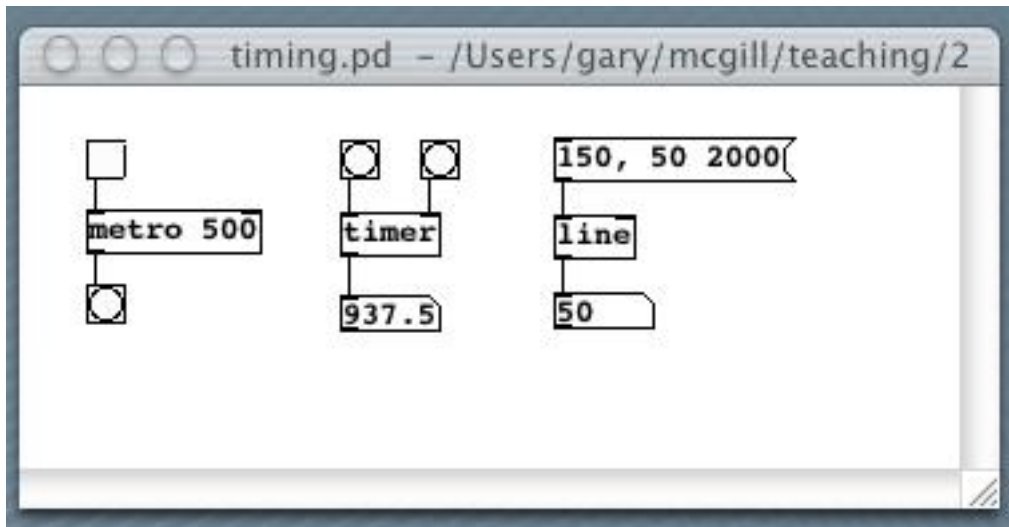 timing.pd - /Users/gary/mcgill/teaching/2
150, 50 2000
metro 500
timer
line
937.5
50